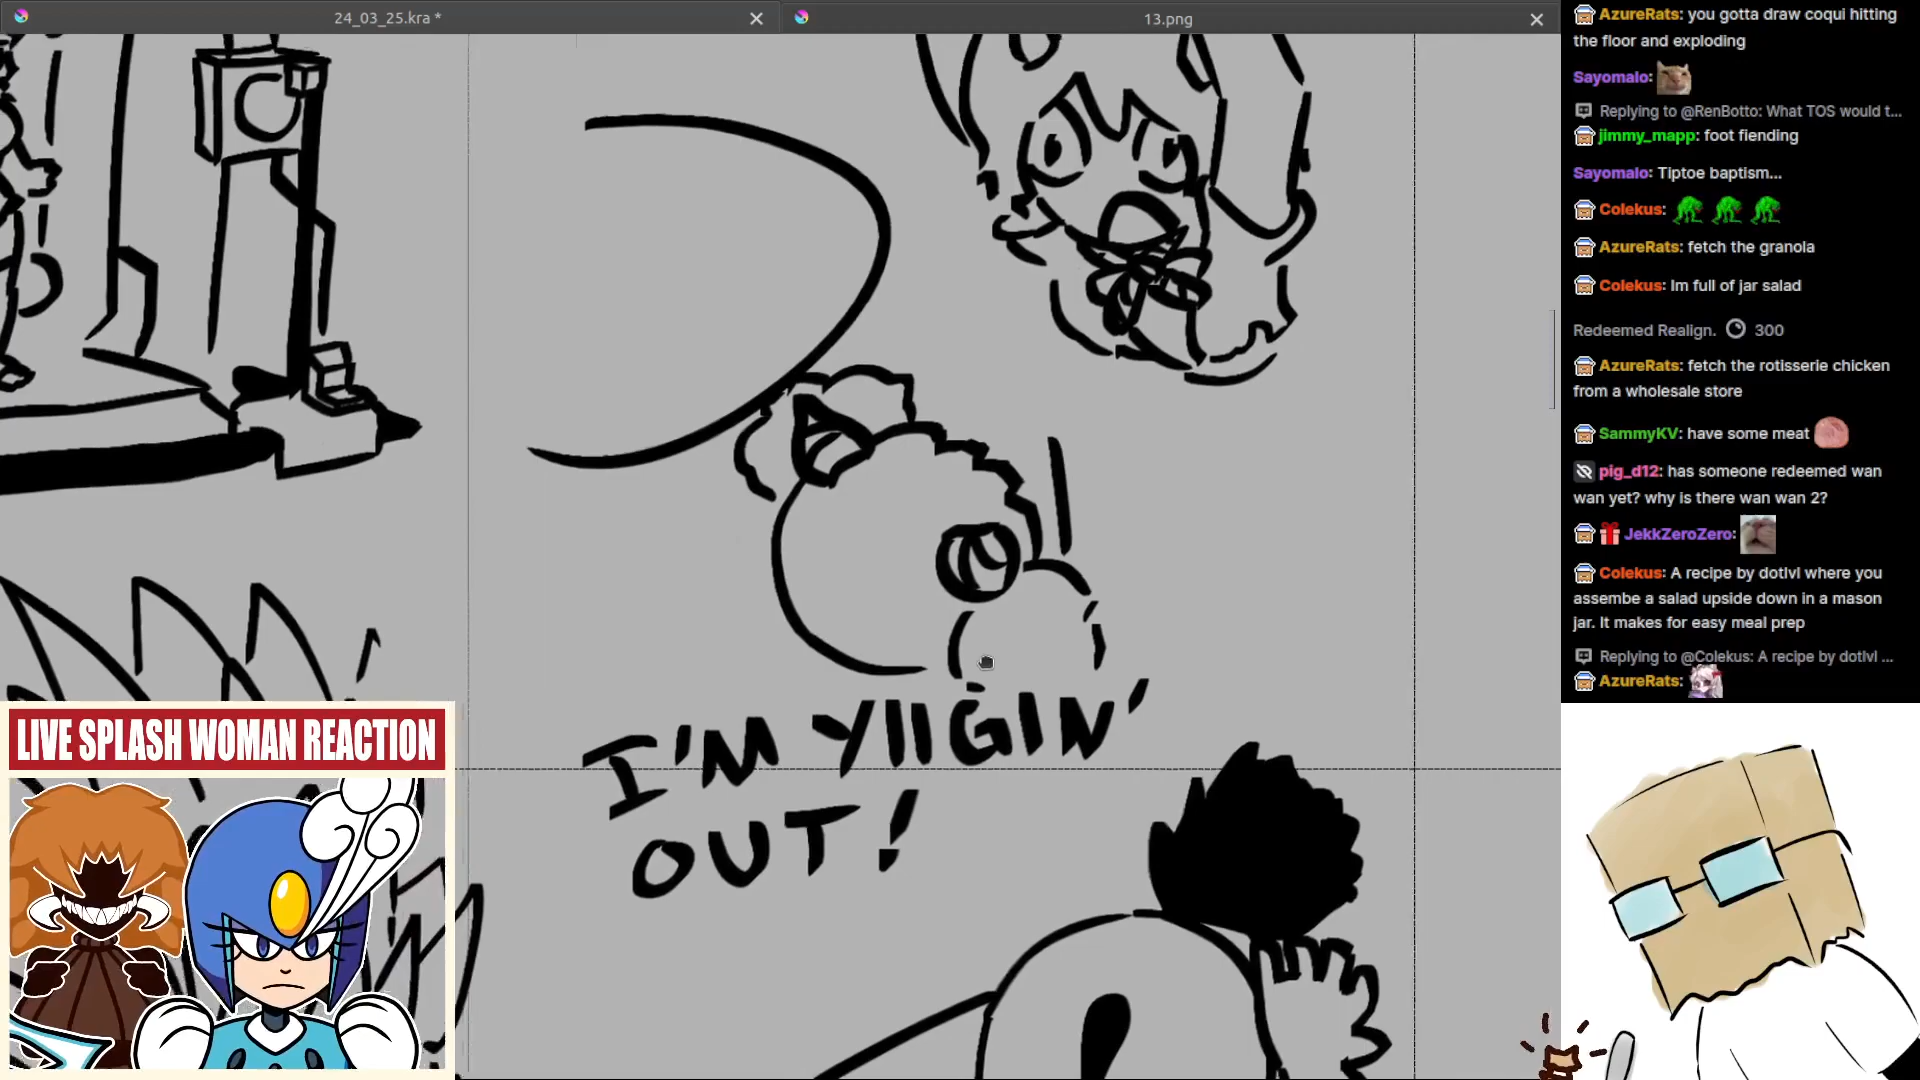 24_03_25.kra *
13.png
AzureRats: you gotta draw coqui hitting
the floor and exploding
Sayomalo:
Replying to @RenBotto: What TOS would t...
jimmy_mapp: foot fiending
Sayomalo: Tiptoe baptism...
Colekus:
AzureRats: fetch the granola
Colekus: Im full of jar salad
Redeemed Realign. 300
AzureRats: fetch the rotisserie chicken
from a wholesale store
SammyKV: have some meat
pig_d12: has someone redeemed wan
wan yet? why is there wan wan 2?
JekkZeroZero:
Colekus: A recipe by dotlvl where you
assembe a salad upside down in a mason
jar. It makes for easy meal prep
Replying to @Colekus: A recipe by dotlvl ...
AzureRats:
I'M YIIGIN'
OUT!
LIVE SPLASH WOMAN REACTION